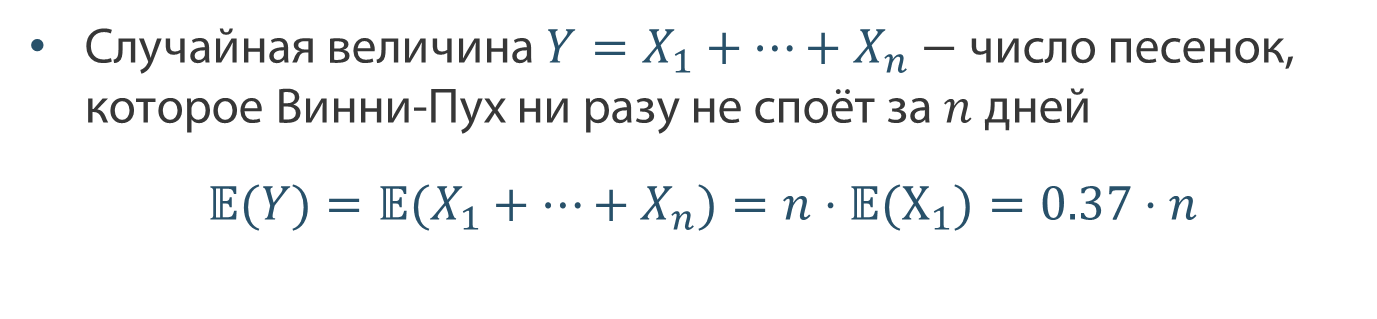 • Случайная величина 𝑌 = 𝑋₁ + ⋯ + 𝑋ₙ − число песенок,
которое Винни-Пух ни разу не споёт за 𝑛 дней
𝔼(𝑌) = 𝔼(𝑋₁ + ⋯ + 𝑋ₙ) = 𝑛 · 𝔼(X₁) = 0.37 · 𝑛